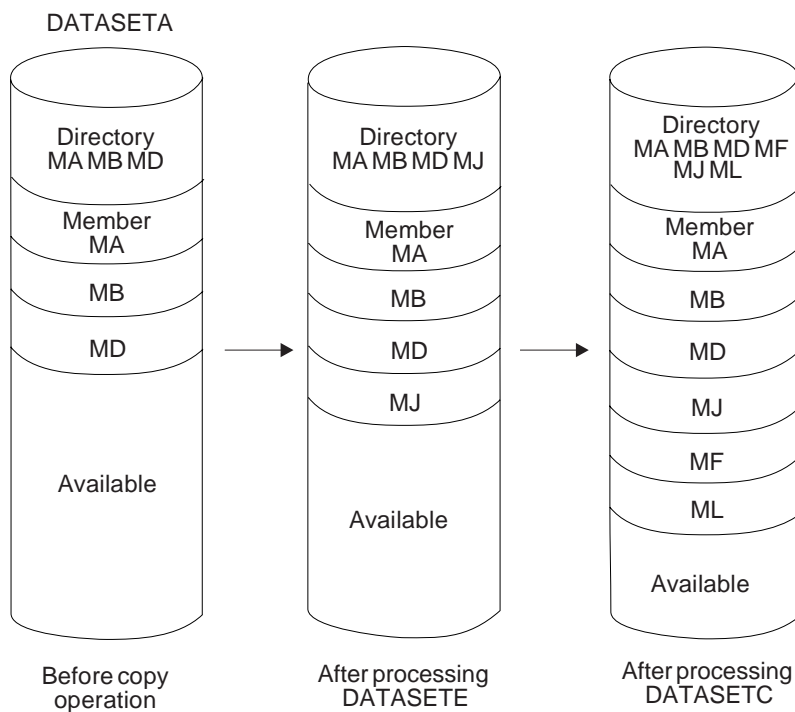 DATASETA
Directory
MA MB MD
Member
MA
MB
MD
Available
Before copy
operation
Directory
MA MB MD MJ
Member
MA
MB
MD
MJ
Available
After processing
DATASETE
Directory
MA MB MD MF
MJ ML
Member
MA
MB
MD
MJ
MF
ML
Available
After processing
DATASETC